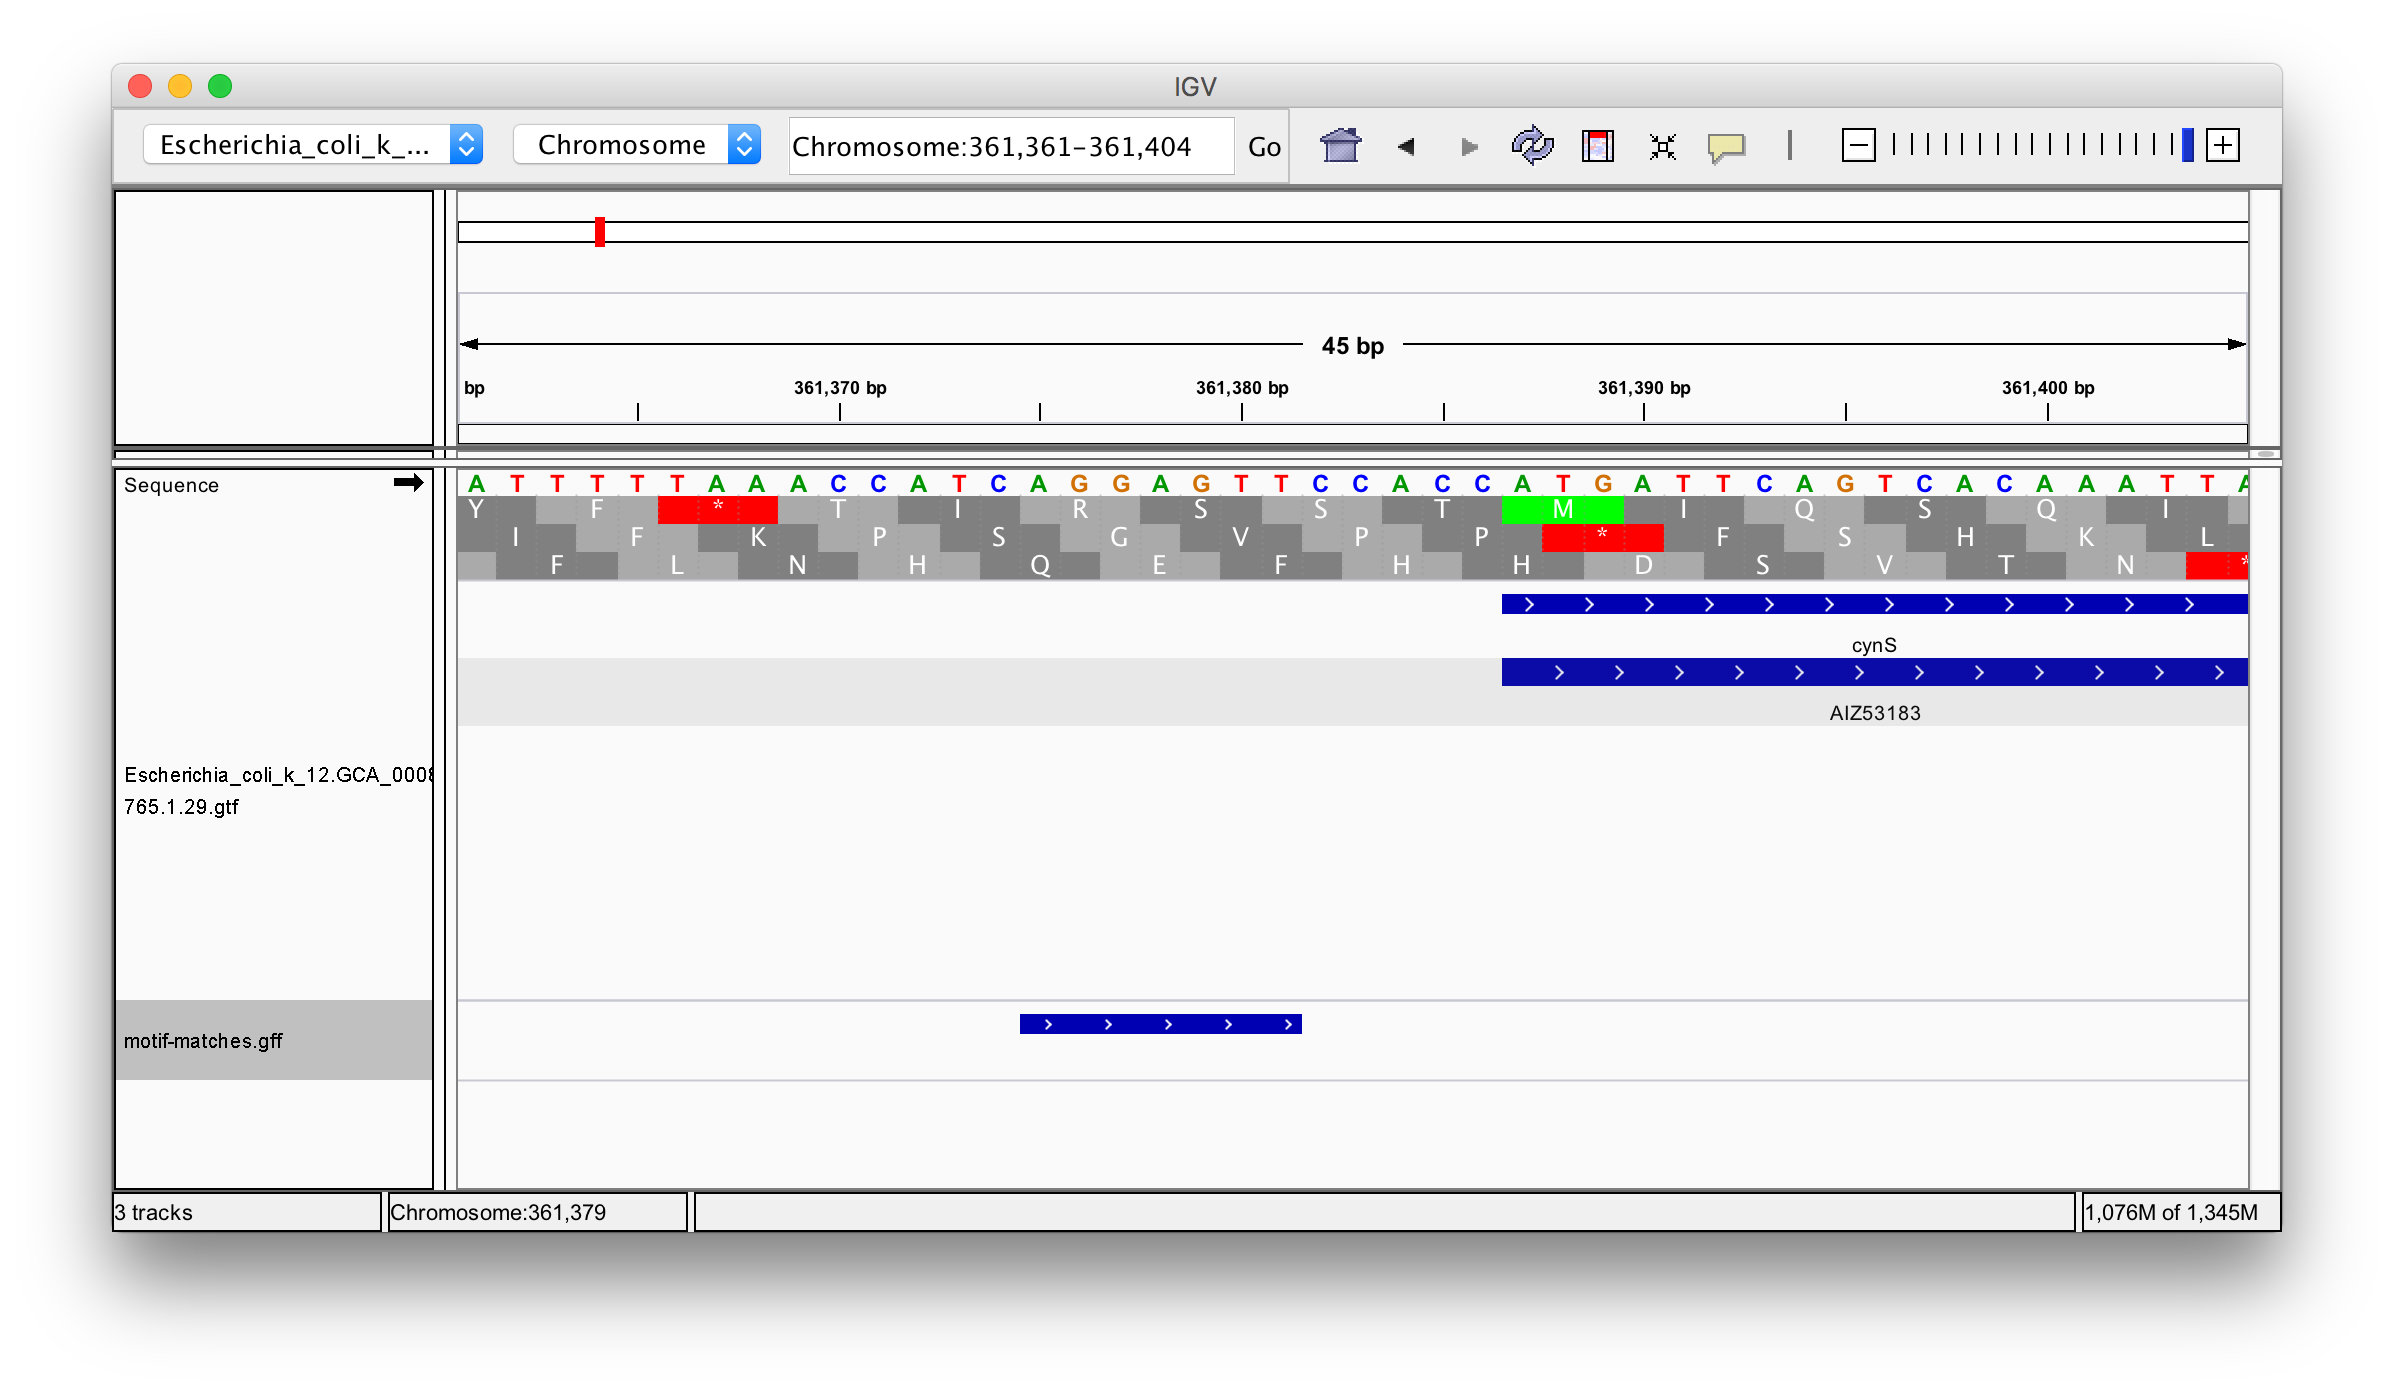 IGV
Escherichia_coli_k_... Chromosome Chromosome:361,361-361,404 Go
45 bp
bp 361,370 bp 361,380 bp 361,390 bp 361,400 bp
Sequence
A T T T T T A A A C C A T C A G G A G T T C C A C C A T G A T T C A G T C A C A A A T T A
Y F * T I R S S T M I Q S Q I
I F K P S G V P P * F S H K L
F L N H Q E F H H D S V T N *
cynS
AIZ53183
Escherichia_coli_k_12.GCA_0008
765.1.29.gtf
motif-matches.gff
3 tracks Chromosome:361,379 1,076M of 1,345M